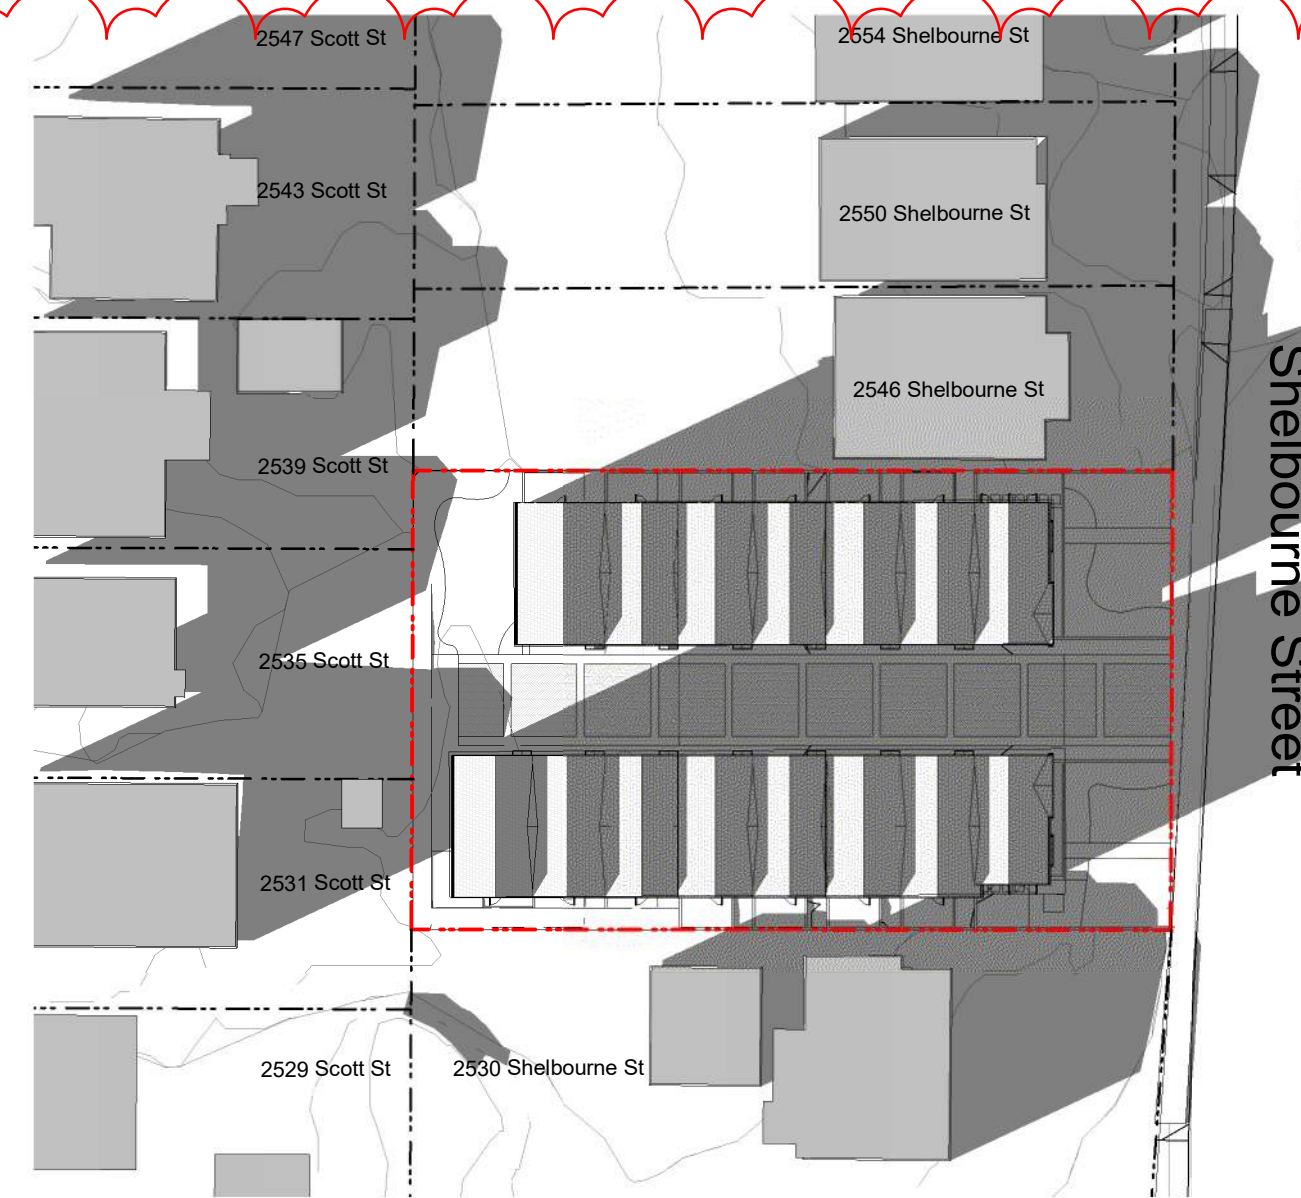 2547 Scott St
2554 Shelbourne St
2543 Scott St
2550 Shelbourne St
2546 Shelbourne St
Shelbourne Street
2539 Scott St
2535 Scott St
2531 Scott St
2529 Scott St
2530 Shelbourne St